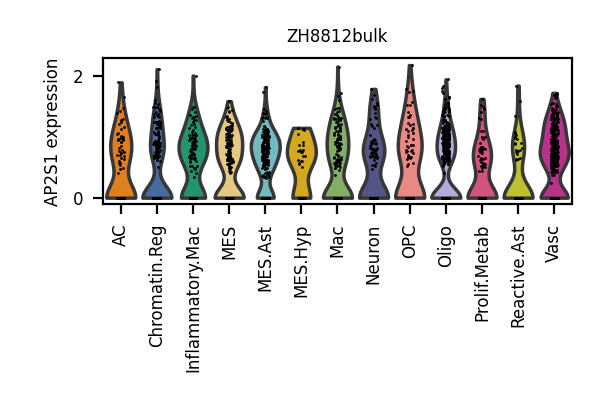 ZH8812bulk
AP2S1 expression
2
0
AC
Chromatin.Reg
Inflammatory.Mac
MES
MES.Ast
MES.Hyp
Mac
Neuron
OPC
Oligo
Prolif.Metab
Reactive.Ast
Vasc